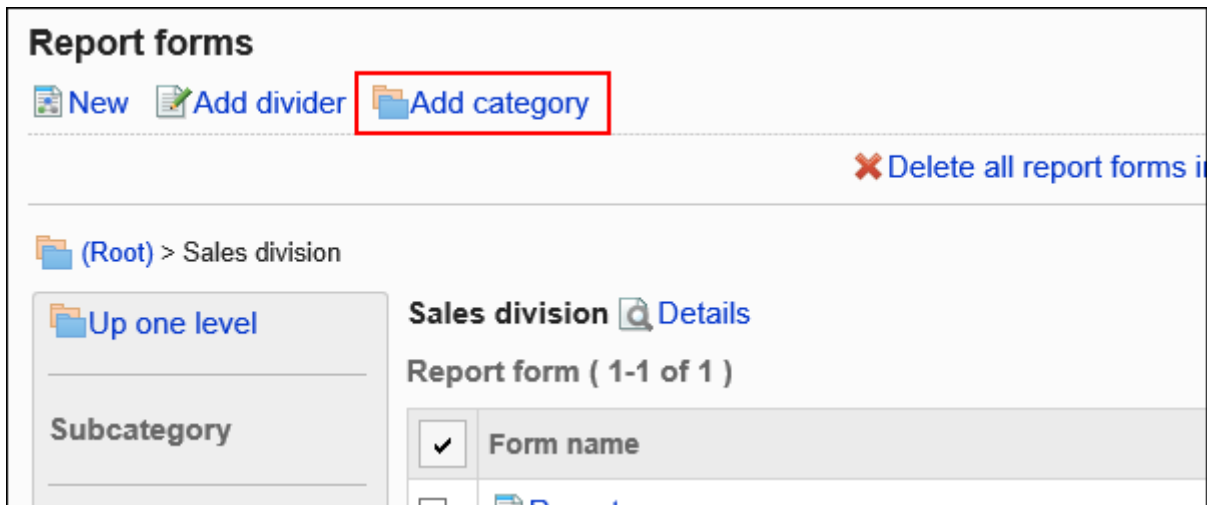 Report forms
New Add divider Add category
Delete all report forms
(Root) > Sales division
Up one level
Sales division Details
Report form ( 1-1 of 1 )
Subcategory
Form name